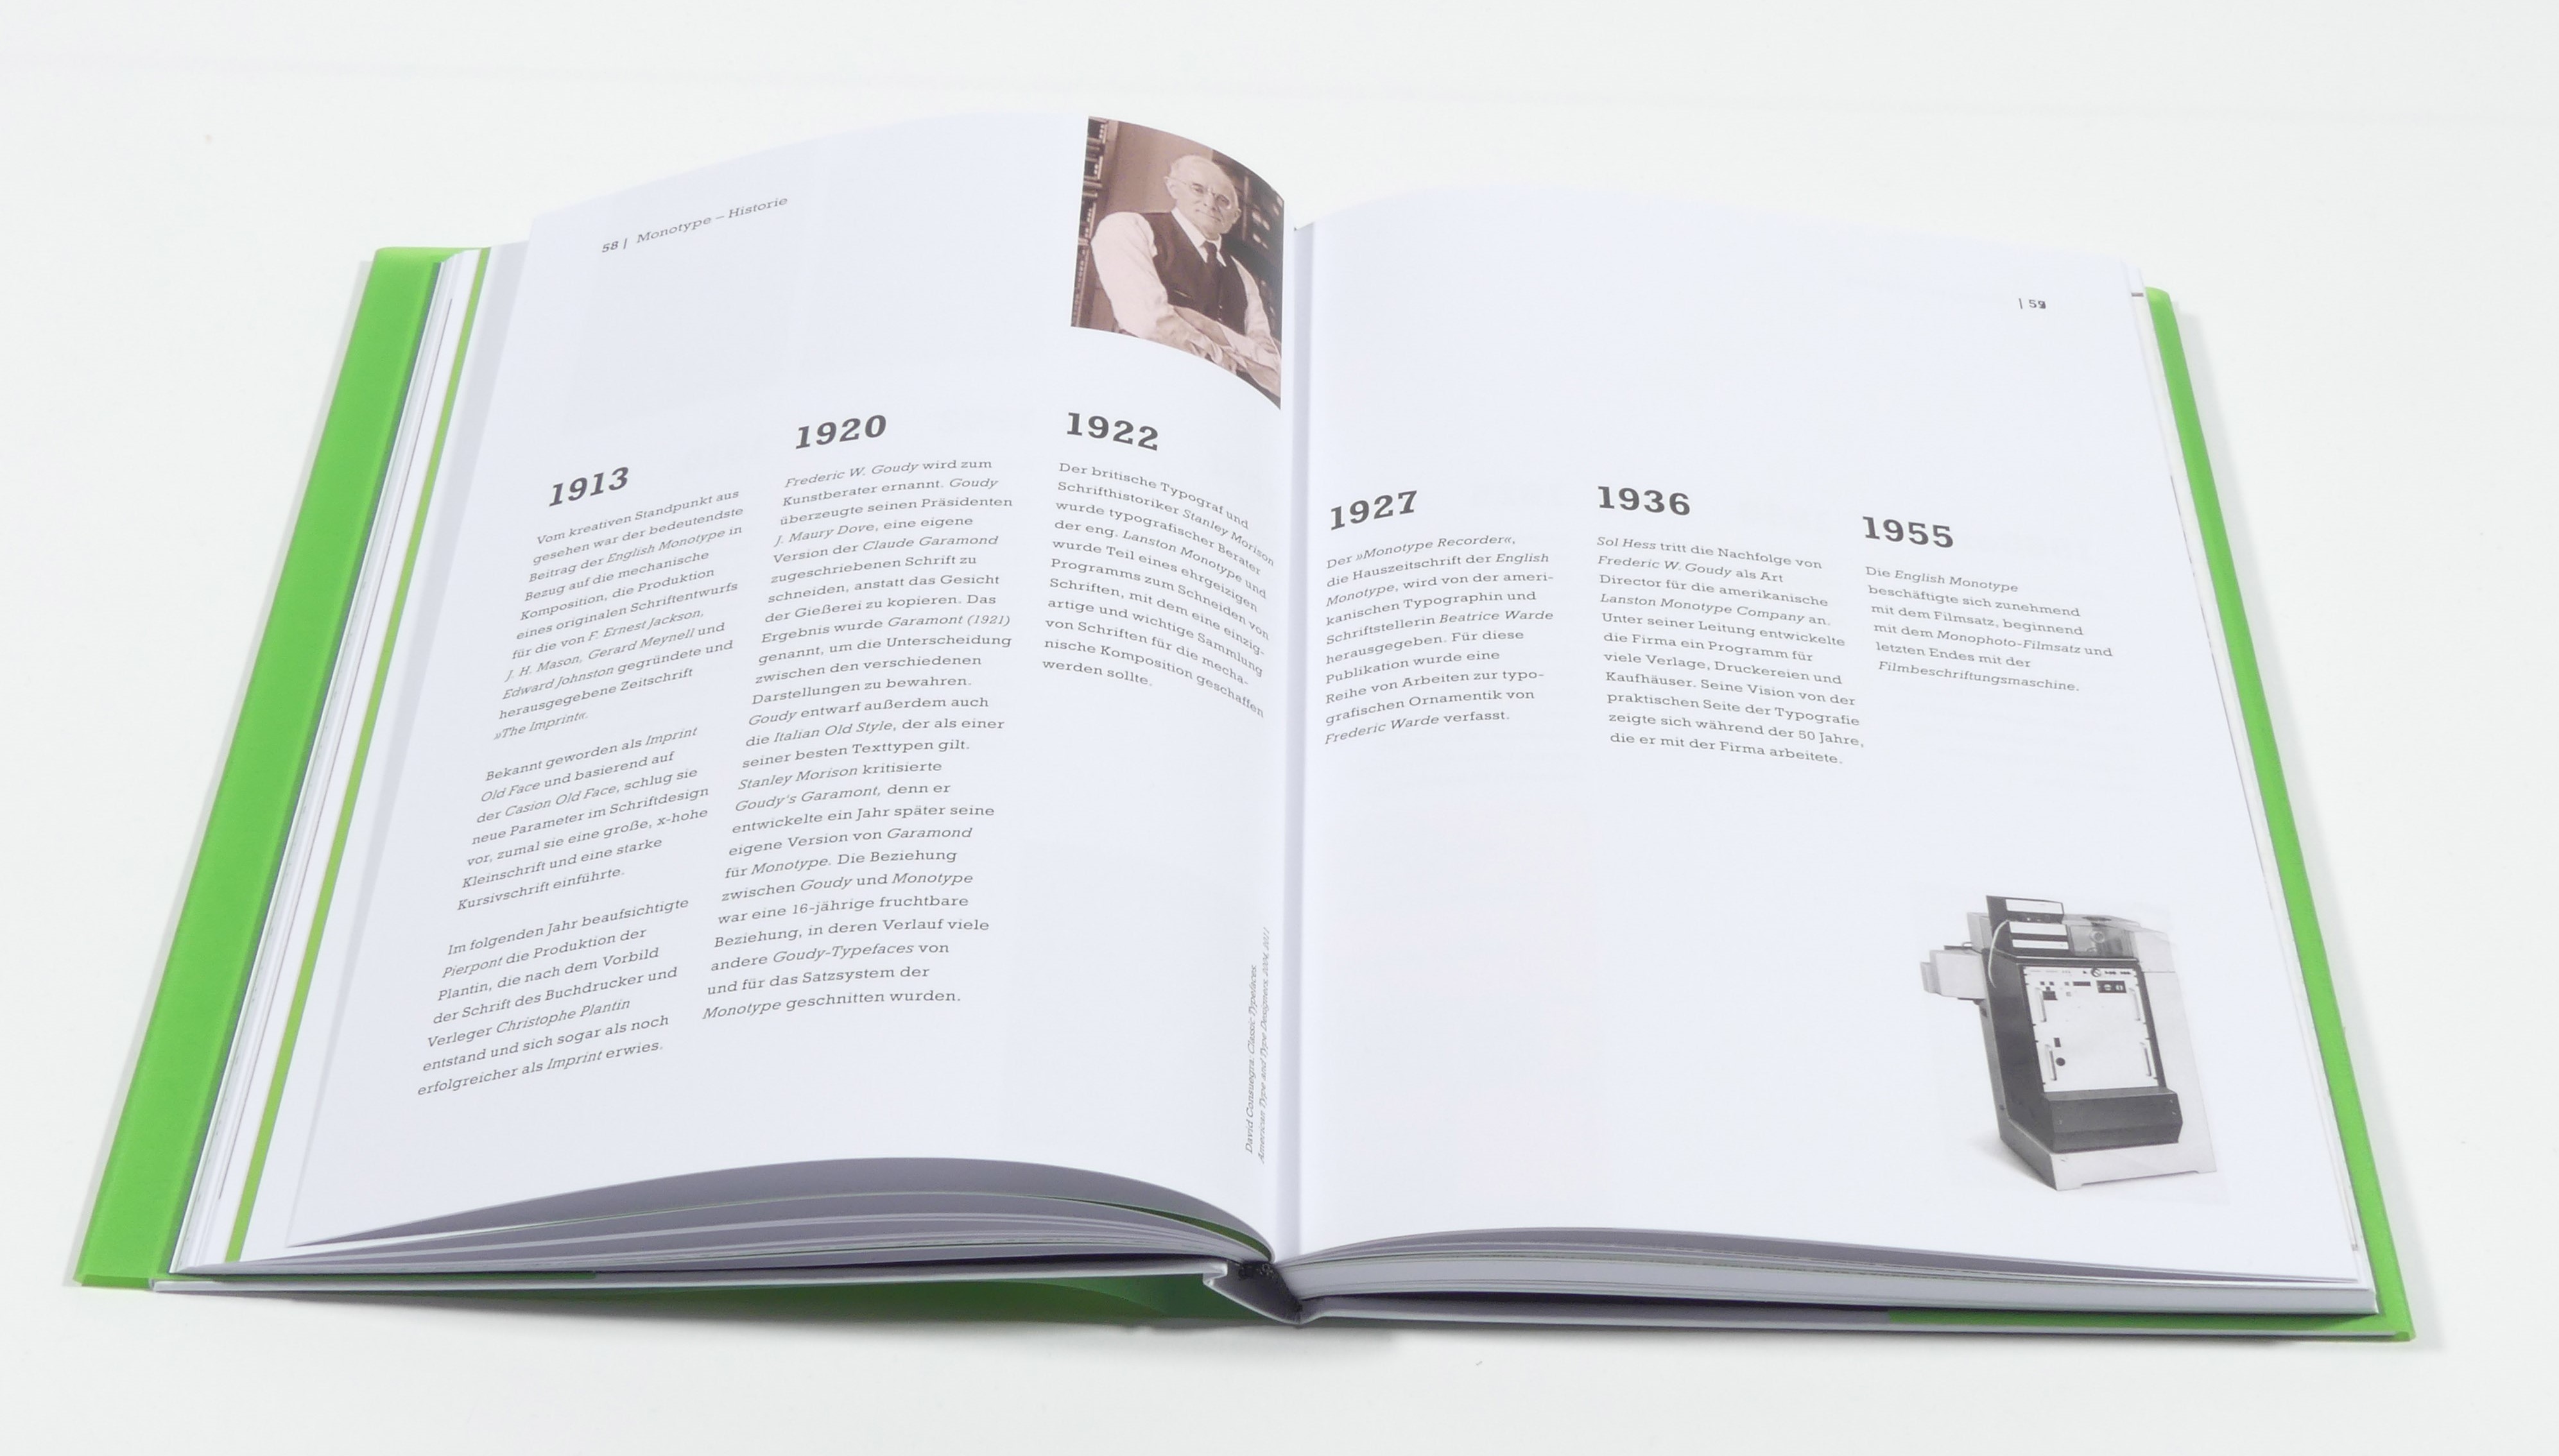 58 | Monotype – Historie
1913
Vom kreativen Standpunkt aus
gesehen war der bedeutendste
Beitrag der English Monotype in
Bezug auf die mechanische
Komposition, die Produktion
eines originalen Schriftentwurfs
für die von F. Ernest Jackson,
J. H. Mason, Gerard Meynell und
Edward Johnston gegründete und
herausgegebene Zeitschrift
»The Imprint«.
Bekannt geworden als Imprint
Old Face und basierend auf
der Caslon Old Face, schlug sie
neue Parameter im Schriftdesign
vor, zumal sie eine große, x-hohe
Kleinschrift und eine starke
Kursivschrift einführte.
Im folgenden Jahr beaufsichtigte
Pierpont die Produktion der
Plantin, die nach dem Vorbild
der Schrift des Buchdrucker und
Verleger Christophe Plantin
entstand und sich sogar als noch
erfolgreicher als Imprint erwies.
1920
Frederic W. Goudy wird zum
Kunstberater ernannt. Goudy
überzeugte seinen Präsidenten
J. Maury Dove, eine eigene
Version der Claude Garamond
zugeschriebenen Schrift zu
schneiden, anstatt das Gesicht
der Gießerei zu kopieren. Das
Ergebnis wurde Garamont (1921)
genannt, um die Unterscheidung
zwischen den verschiedenen
Darstellungen zu bewahren.
Goudy entwarf außerdem auch
die Italian Old Style, der als einer
seiner besten Texttypen gilt.
Stanley Morison kritisierte
Goudy's Garamont, denn er
entwickelte ein Jahr später seine
eigene Version von Garamond
für Monotype. Die Beziehung
zwischen Goudy und Monotype
war eine 16-jährige fruchtbare
Beziehung, in deren Verlauf viele
andere Goudy-Typefaces von
und für das Satzsystem der
Monotype geschnitten wurden.
1922
Der britische Typograf und
Schrifthistoriker Stanley Morison
wurde typografischer Berater
der eng. Lanston Monotype und
wurde Teil eines ehrgeizigen
Programms zum Schneiden von
Schriften, mit dem eine einzig-
artige und wichtige Sammlung
von Schriften für die mecha-
nische Komposition geschaffen
werden sollte.
David Consuegra: Classic Typefaces:
American Type and Type Designers, 2004, 2011
| 59
1927
Der »Monotype Recorder«,
die Hauszeitschrift der English
Monotype, wird von der ameri-
kanischen Typographin und
Schriftstellerin Beatrice Warde
herausgegeben. Für diese
Publikation wurde eine
Reihe von Arbeiten zur typo-
grafischen Ornamentik von
Frederic Warde verfasst.
1936
Sol Hess tritt die Nachfolge von
Frederic W. Goudy als Art
Director für die amerikanische
Lanston Monotype Company an.
Unter seiner Leitung entwickelte
die Firma ein Programm für
viele Verlage, Druckereien und
Kaufhäuser. Seine Vision von der
praktischen Seite der Typografie
zeigte sich während der 50 Jahre,
die er mit der Firma arbeitete.
1955
Die English Monotype
beschäftigte sich zunehmend
mit dem Filmsatz, beginnend
mit dem Monophoto-Filmsatz und
letzten Endes mit der
Filmbeschriftungsmaschine.